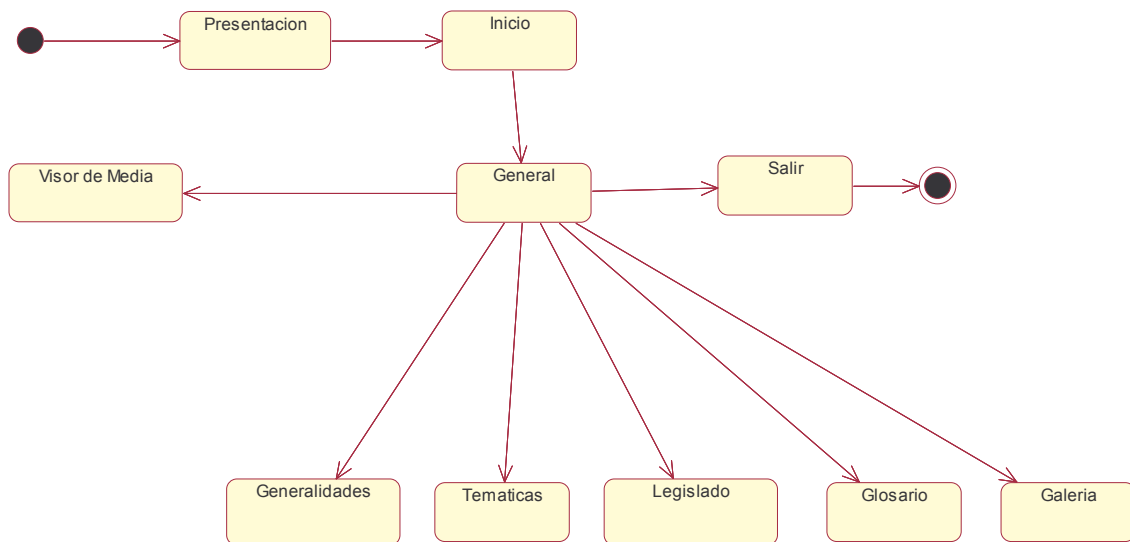 Presentacion
Inicio
Visor de Media
General
Salir
Generalidades
Tematicas
Legislado
Glosario
Galeria